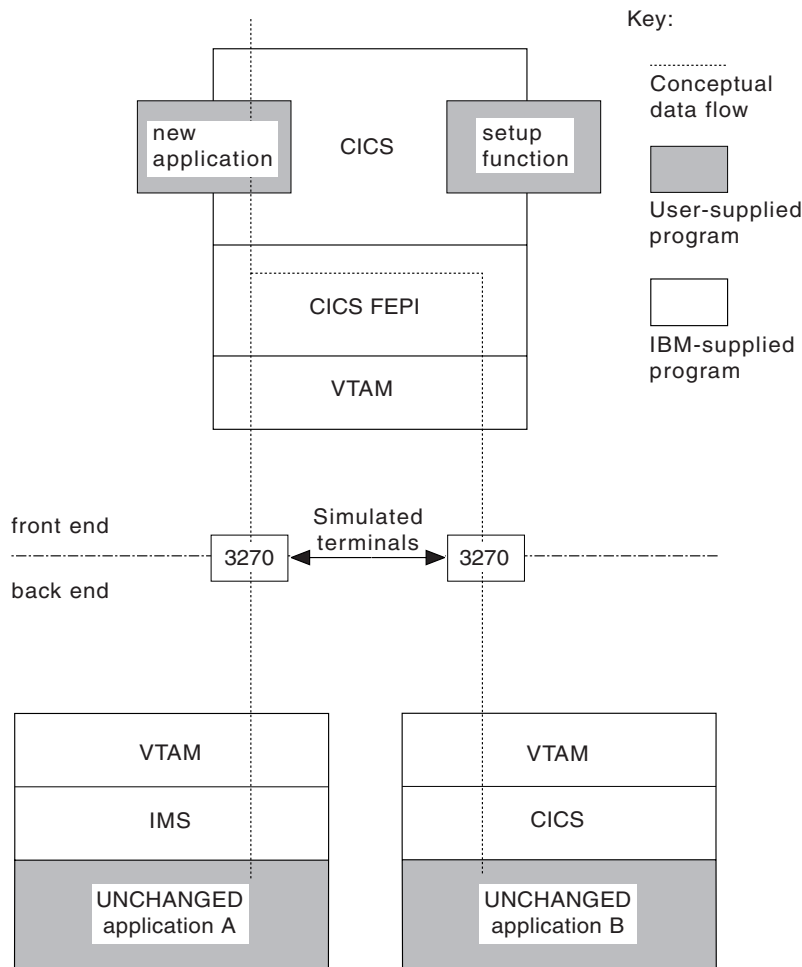 Key:
Conceptual
data flow
User-supplied
program
IBM-supplied
program
new
application
CICS
setup
function
CICS FEPI
VTAM
front end
back end
Simulated
terminals
3270
3270
VTAM
IMS
UNCHANGED
application A
VTAM
CICS
UNCHANGED
application B